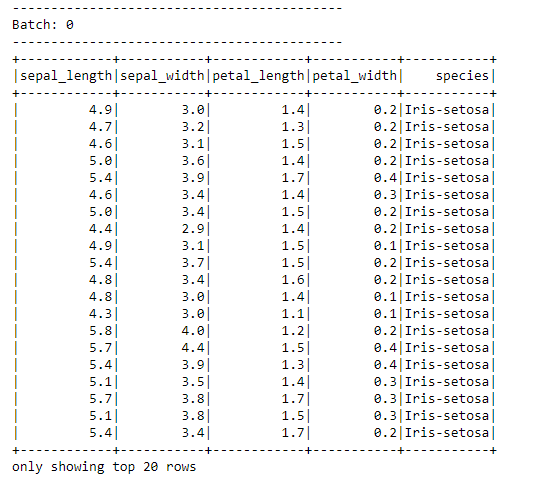 -------------------------------------------
Batch: 0
-------------------------------------------
+------------+-----------+------------+-----------+-----------+
|sepal_length|sepal_width|petal_length|petal_width|    species|
+------------+-----------+------------+-----------+-----------+
|         4.9|        3.0|         1.4|        0.2|Iris-setosa|
|         4.7|        3.2|         1.3|        0.2|Iris-setosa|
|         4.6|        3.1|         1.5|        0.2|Iris-setosa|
|         5.0|        3.6|         1.4|        0.2|Iris-setosa|
|         5.4|        3.9|         1.7|        0.4|Iris-setosa|
|         4.6|        3.4|         1.4|        0.3|Iris-setosa|
|         5.0|        3.4|         1.5|        0.2|Iris-setosa|
|         4.4|        2.9|         1.4|        0.2|Iris-setosa|
|         4.9|        3.1|         1.5|        0.1|Iris-setosa|
|         5.4|        3.7|         1.5|        0.2|Iris-setosa|
|         4.8|        3.4|         1.6|        0.2|Iris-setosa|
|         4.8|        3.0|         1.4|        0.1|Iris-setosa|
|         4.3|        3.0|         1.1|        0.1|Iris-setosa|
|         5.8|        4.0|         1.2|        0.2|Iris-setosa|
|         5.7|        4.4|         1.5|        0.4|Iris-setosa|
|         5.4|        3.9|         1.3|        0.4|Iris-setosa|
|         5.1|        3.5|         1.4|        0.3|Iris-setosa|
|         5.7|        3.8|         1.7|        0.3|Iris-setosa|
|         5.1|        3.8|         1.5|        0.3|Iris-setosa|
|         5.4|        3.4|         1.7|        0.2|Iris-setosa|
+------------+-----------+------------+-----------+-----------+
only showing top 20 rows